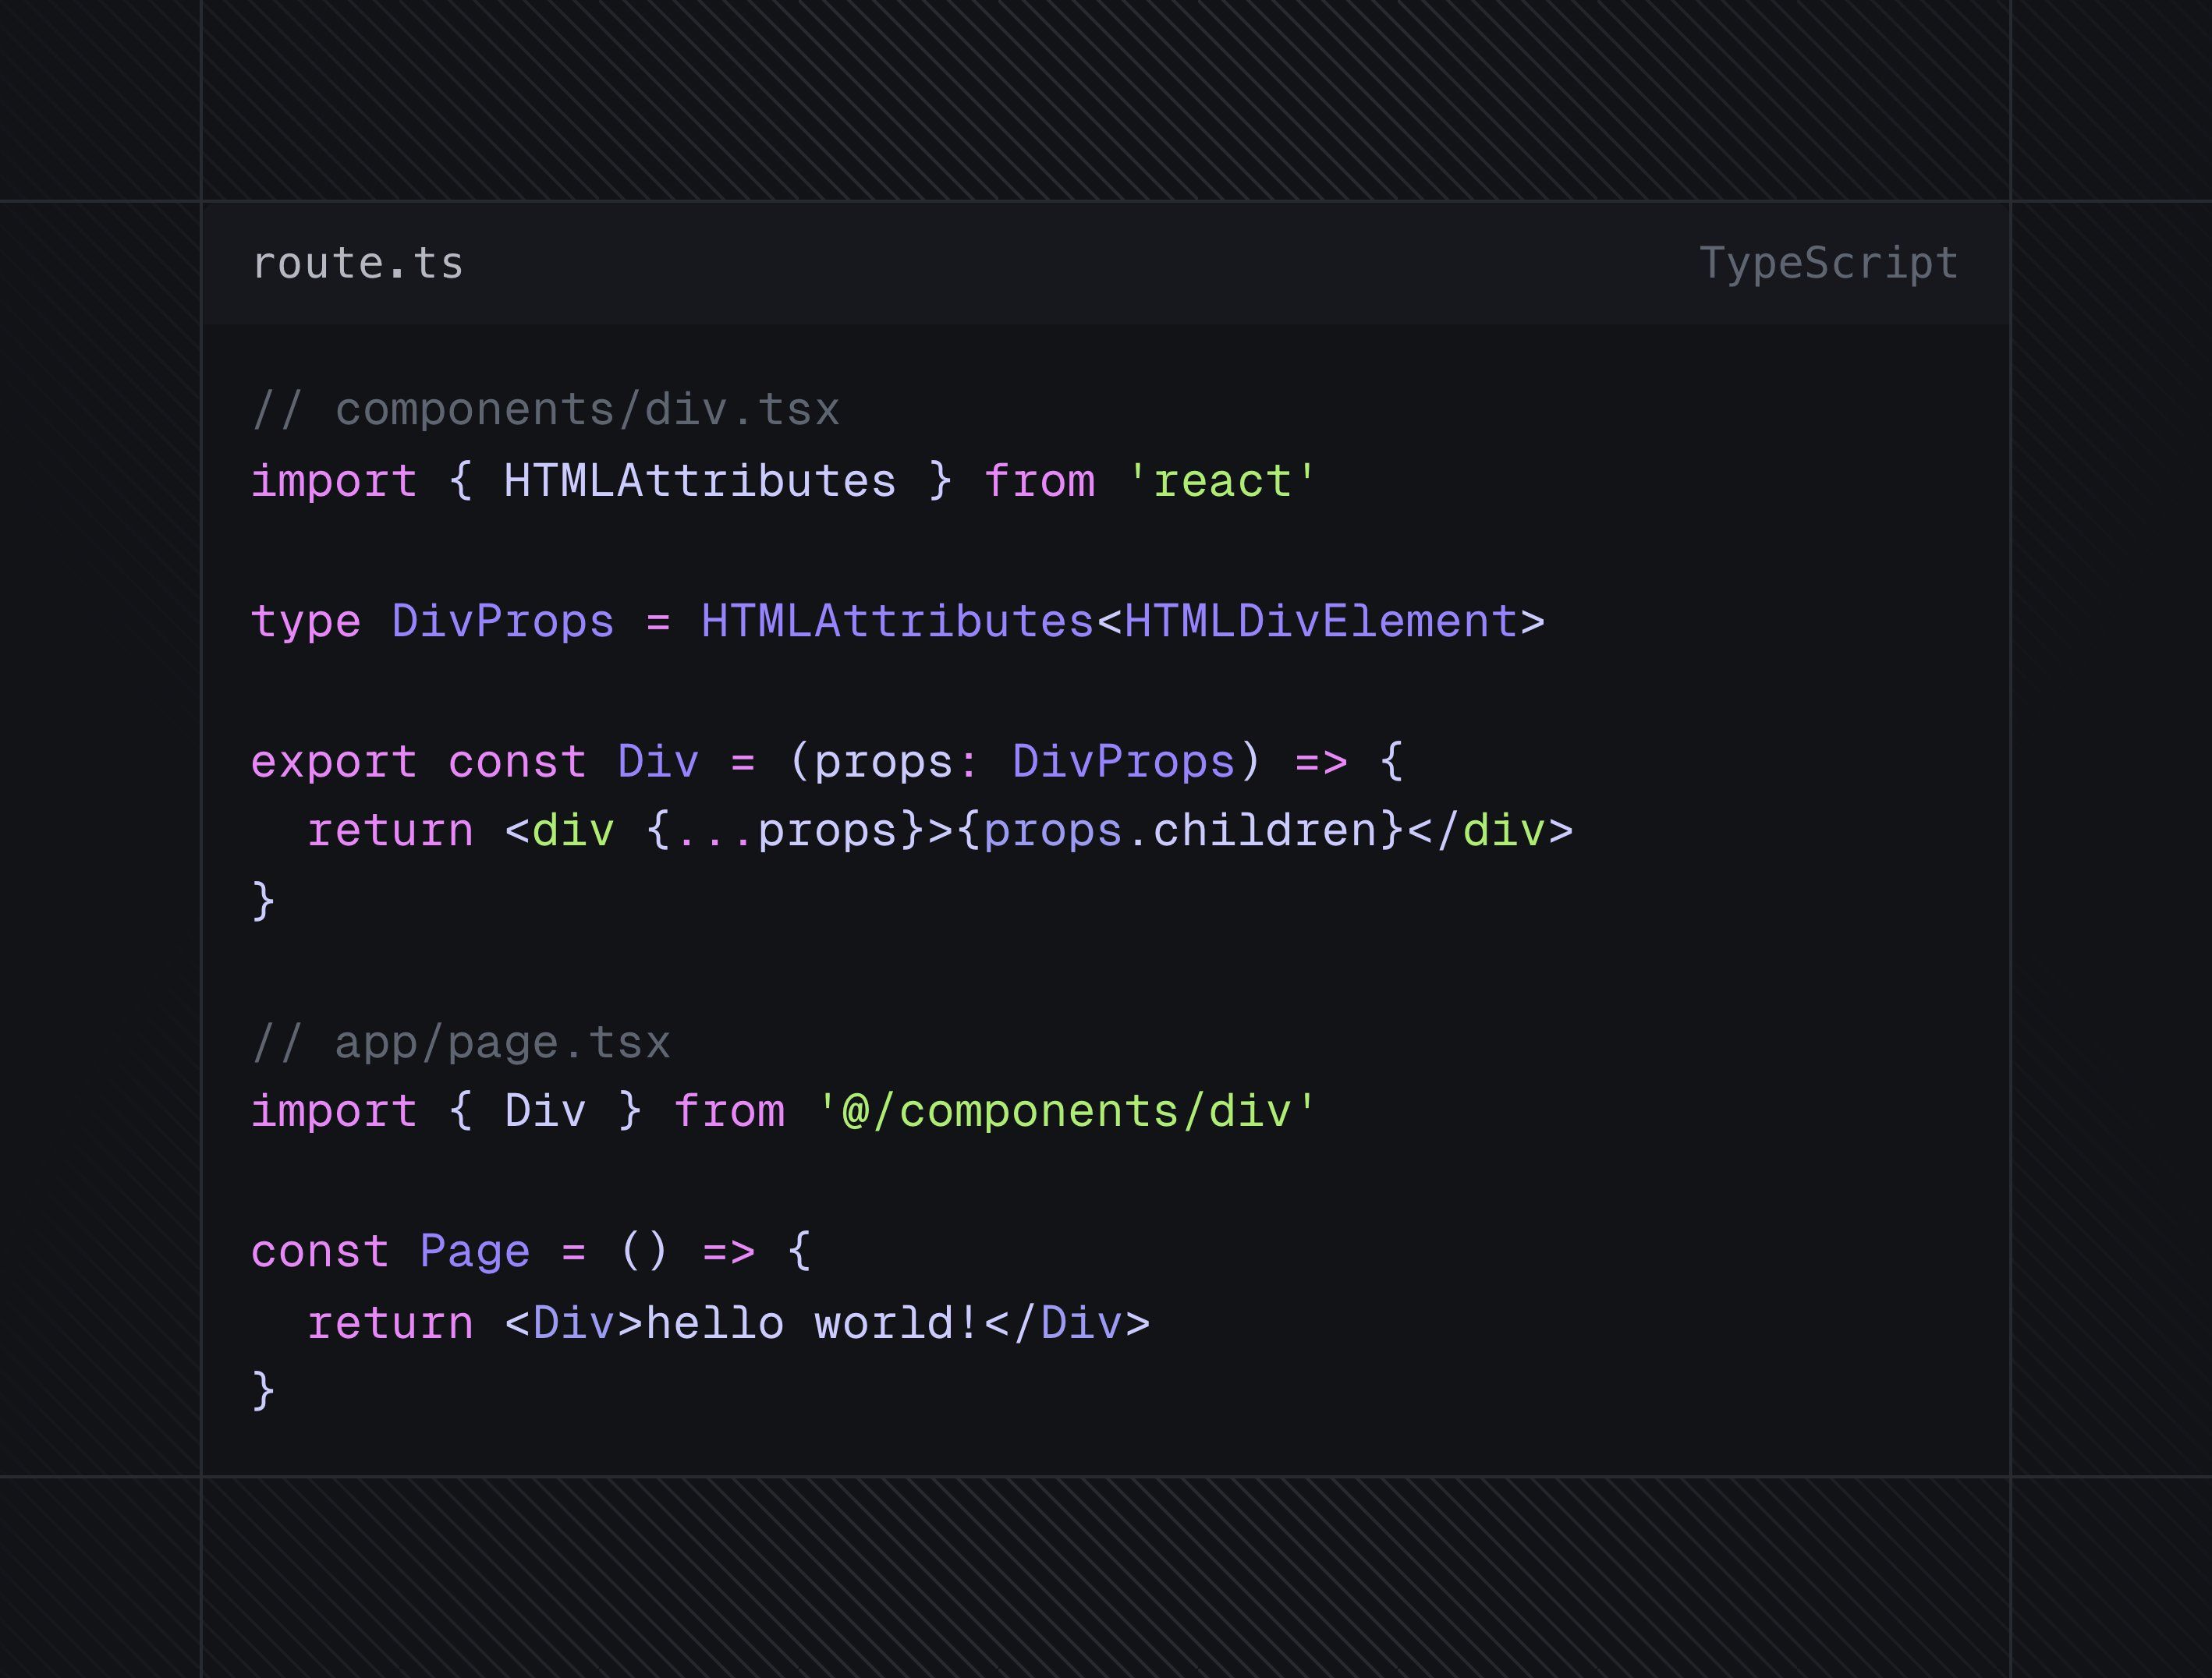 route.ts
TypeScript
// components/div.tsx
import { HTMLAttributes } from 'react'
type DivProps = HTMLAttributes<HTMLDivElement>
export const Div = (props: DivProps) => {
  return <div {...props}>{props.children}</div>
}
// app/page.tsx
import { Div } from '@/components/div'
const Page = () => {
  return <Div>hello world!</Div>
}